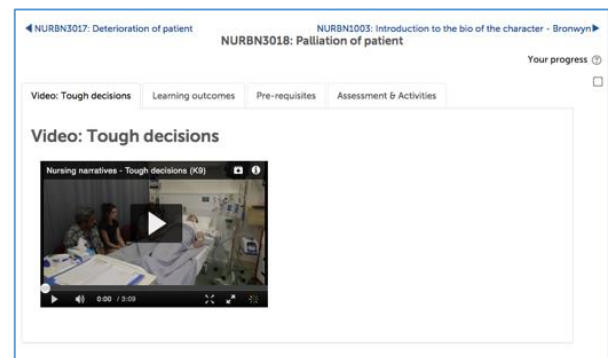 ◀NURBN3017: Deterioration of patient
NURBN1003: Introduction to the bio of the character - Bronwyn▶
NURBN3018: Palliation of patient
Your progress
Video: Tough decisions
Learning outcomes
Pre-requisites
Assessment & Activities
Video: Tough decisions
Nursing narratives - Tough decisions (K9)
0:00 / 3:09